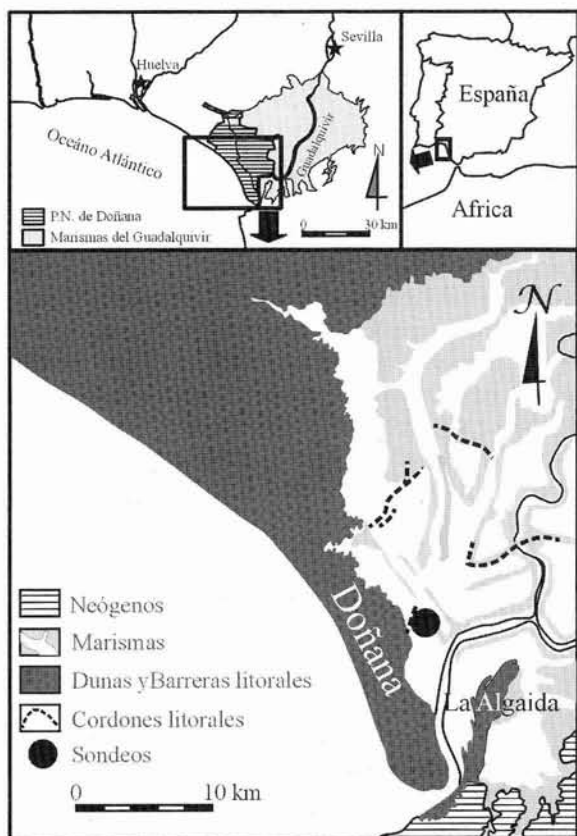 Sevilla
Huelva
Océano Atlántico
Guadalquivir
N
P.N. de Doñana
Marismas del Guadalquivir
0 30 km
España
Africa
N
Doñana
La Algaida
Neógenos
Marismas
Dunas yBarreras litorales
Cordones litorales
Sondeos
0 10 km